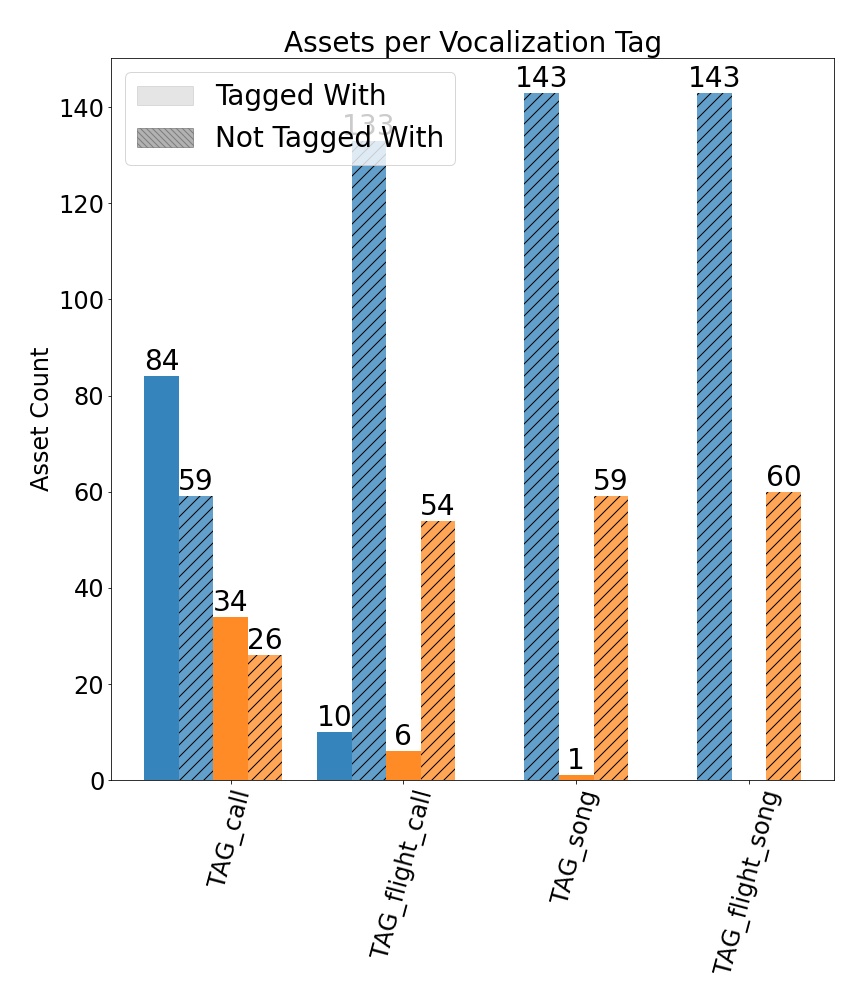 Assets per Vocalization Tag
Tagged With
Not Tagged With
Asset Count
140
120
100
80
60
40
20
0
84
59
34
26
10
133
6
54
143
1
59
143
60
TAG_call
TAG_flight_call
TAG_song
TAG_flight_song